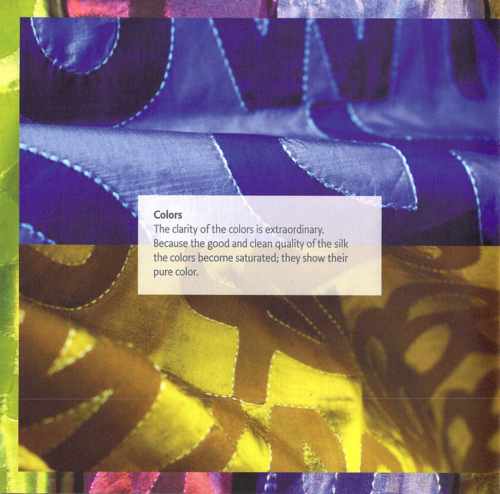 Colors
The clarity of the colors is extraordinary.
Because the good and clean quality of the silk
the colors become saturated; they show their
pure color.